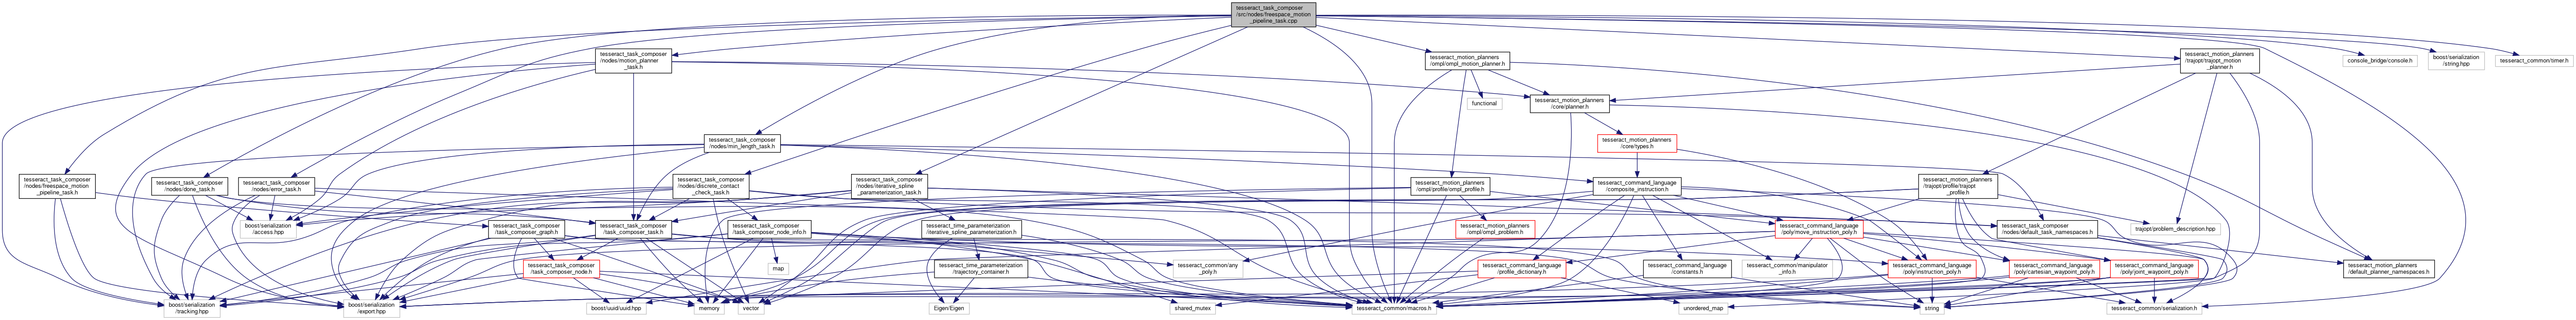 tesseract_task_composer
/src/nodes/freespace_motion
_pipeline_task.cpp
tesseract_task_composer
/nodes/motion_planner
_task.h
tesseract_motion_planners
/ompl/ompl_motion_planner.h
tesseract_motion_planners
/trajopt/trajopt_motion
_planner.h
console_bridge/console.h
boost/serialization
/string.hpp
tesseract_common/timer.h
functional
tesseract_motion_planners
/core/planner.h
tesseract_task_composer
/nodes/min_length_task.h
tesseract_motion_planners
/core/types.h
tesseract_task_composer
/nodes/freespace_motion
_pipeline_task.h
tesseract_task_composer
/nodes/done_task.h
tesseract_task_composer
/nodes/error_task.h
tesseract_task_composer
/nodes/discrete_contact
_check_task.h
tesseract_task_composer
/nodes/iterative_spline
_parameterization_task.h
tesseract_motion_planners
/ompl/profile/ompl_profile.h
tesseract_command_language
/composite_instruction.h
tesseract_motion_planners
/trajopt/profile/trajopt
_profile.h
boost/serialization
/access.hpp
tesseract_task_composer
/task_composer_graph.h
tesseract_task_composer
/task_composer_task.h
tesseract_task_composer
/task_composer_node_info.h
tesseract_time_parameterization
/iterative_spline_parameterization.h
tesseract_motion_planners
/ompl/ompl_problem.h
tesseract_command_language
/poly/move_instruction_poly.h
tesseract_task_composer
/nodes/default_task_namespaces.h
trajopt/problem_description.hpp
tesseract_task_composer
/task_composer_node.h
map
tesseract_time_parameterization
/trajectory_container.h
tesseract_common/any
_poly.h
tesseract_command_language
/profile_dictionary.h
tesseract_command_language
/constants.h
tesseract_common/manipulator
_info.h
tesseract_command_language
/poly/instruction_poly.h
tesseract_command_language
/poly/cartesian_waypoint_poly.h
tesseract_command_language
/poly/joint_waypoint_poly.h
tesseract_motion_planners
/default_planner_namespaces.h
boost/serialization
/tracking.hpp
boost/serialization
/export.hpp
boost/uuid/uuid.hpp
memory
vector
Eigen/Eigen
shared_mutex
tesseract_common/macros.h
unordered_map
string
tesseract_common/serialization.h